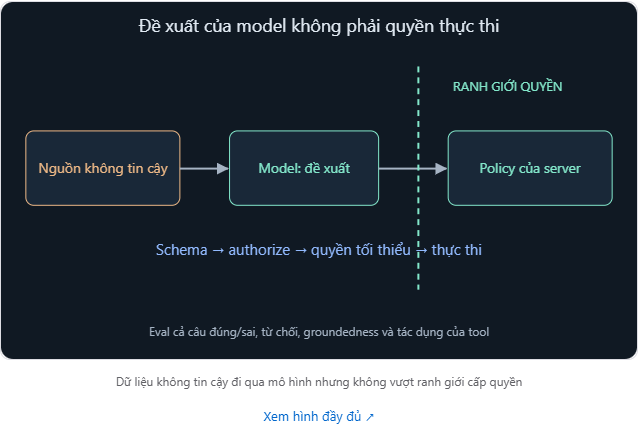 Đề xuất của model không phải quyền thực thi
RANH GIỚI QUYỀN
Nguồn không tin cậy
Model: đề xuất
Policy của server
Schema → authorize → quyền tối thiểu → thực thi
Eval cả câu đúng/sai, từ chối, groundedness và tác dụng của tool
Dữ liệu không tin cậy đi qua mô hình nhưng không vượt ranh giới cấp quyền
Xem hình đầy đủ ↗